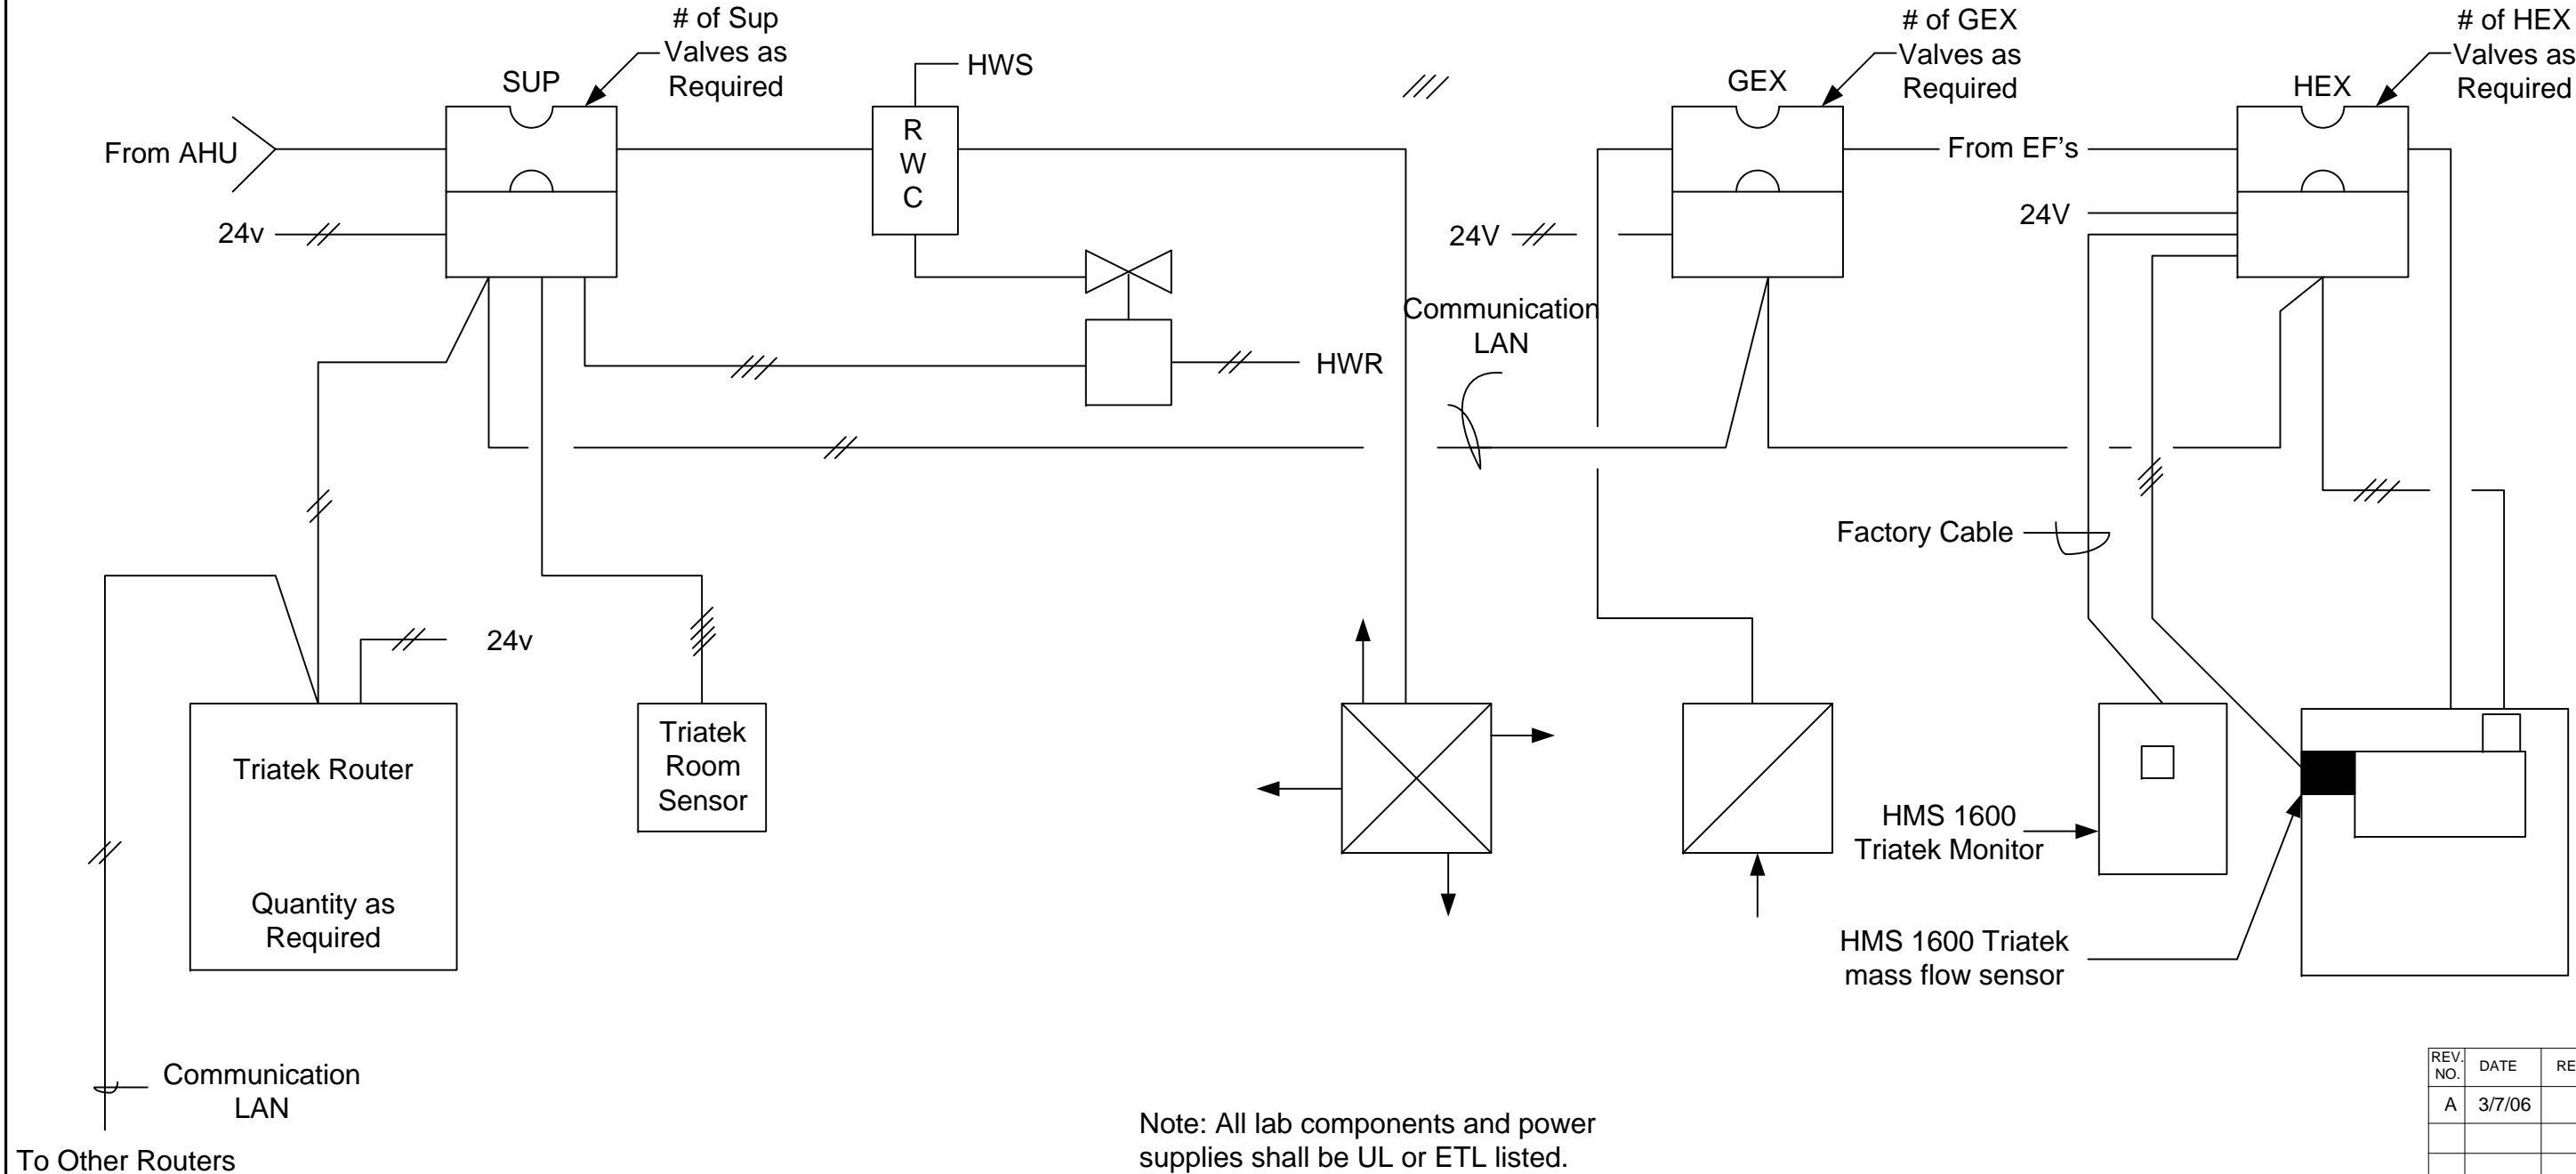 # of Sup
Valves as
Required
# of GEX
Valves as
Required
# of HEX
Valves as
Required
SUP
HWS
GEX
HEX
R
W
C
From AHU
From EF's
24v
24V
24V
Communication
LAN
HWR
Factory Cable
24v
Triatek Router
Quantity as
Required
Triatek
Room
Sensor
HMS 1600
Triatek Monitor
HMS 1600 Triatek
mass flow sensor
Communication
LAN
To Other Routers
Note: All lab components and power
supplies shall be UL or ETL listed.
REV.
NO.
DATE
RE
A
3/7/06